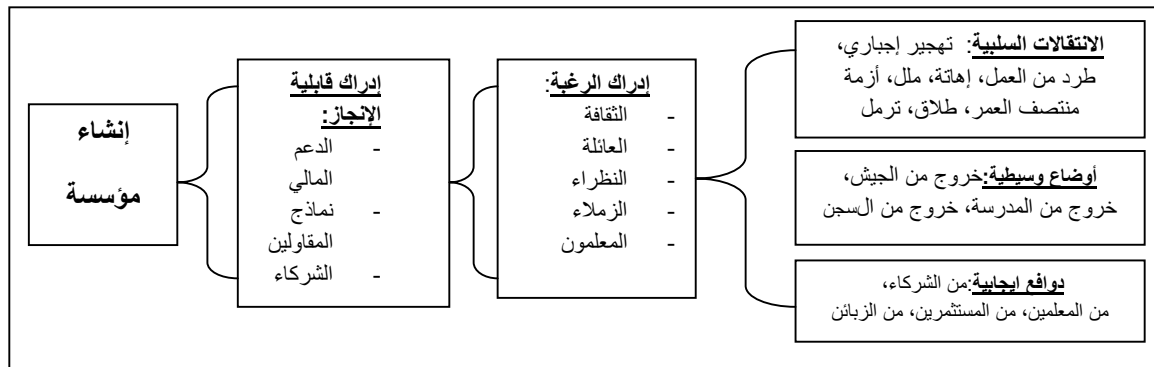 الانتقالات السلبية: تهجير إجباري،
طرد من العمل، إهانة، ملل، أزمة
منتصف العمر، طلاق، ترمل
أوضاع وسيطية:خروج من الجيش،
خروج من المدرسة، خروج من السجن
دوافع ايجابية:من الشركاء،
من المعلمين، من المستثمرين، من الزبائن
إدراك الرغبة:
- الثقافة
- العائلة
- النظراء
- الزملاء
- المعلمون
إدراك قابلية
الإنجاز:
- الدعم
المالي
- نماذج
المقاولين
- الشركاء
إنشاء
مؤسسة